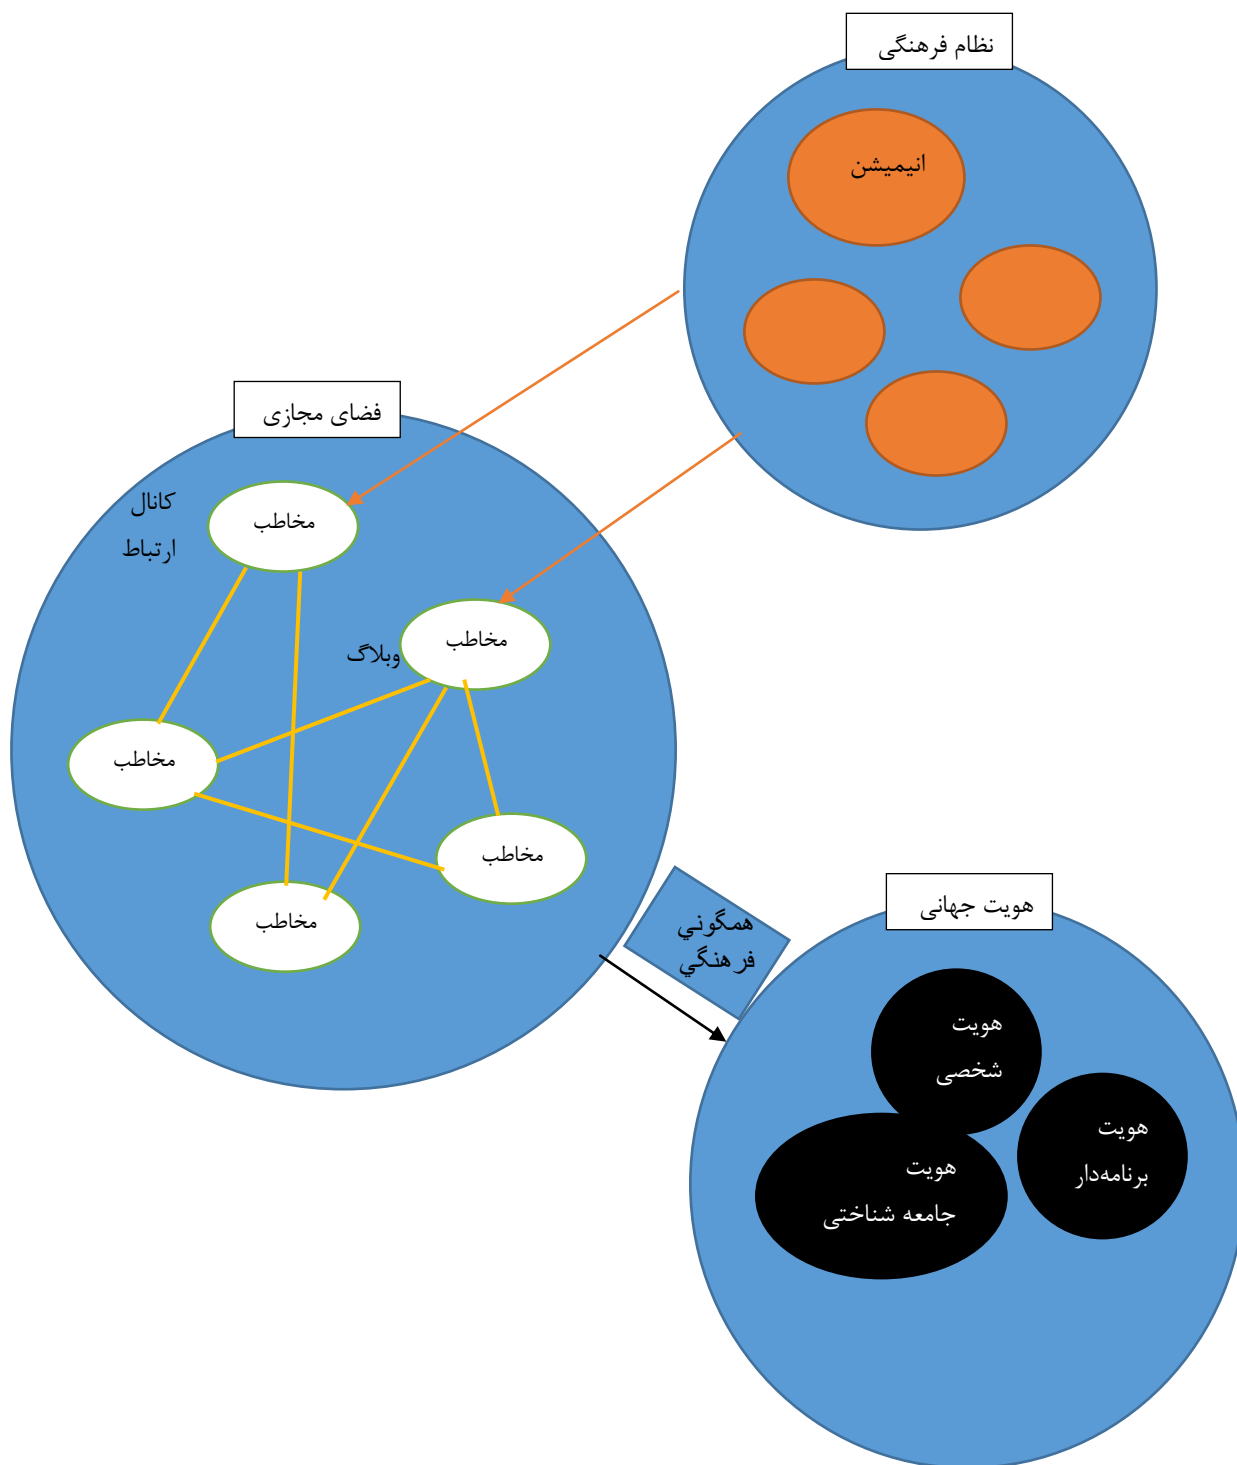 نظام فرهنگی
انیمیشن
فضای مجازی
کانال
ارتباط
مخاطب
مخاطب
وبلاگ
مخاطب
مخاطب
مخاطب
همگوني
فرهنگي
هویت جهانی
هویت
شخصی
هویت
برنامه‌دار
هویت
جامعه شناختی